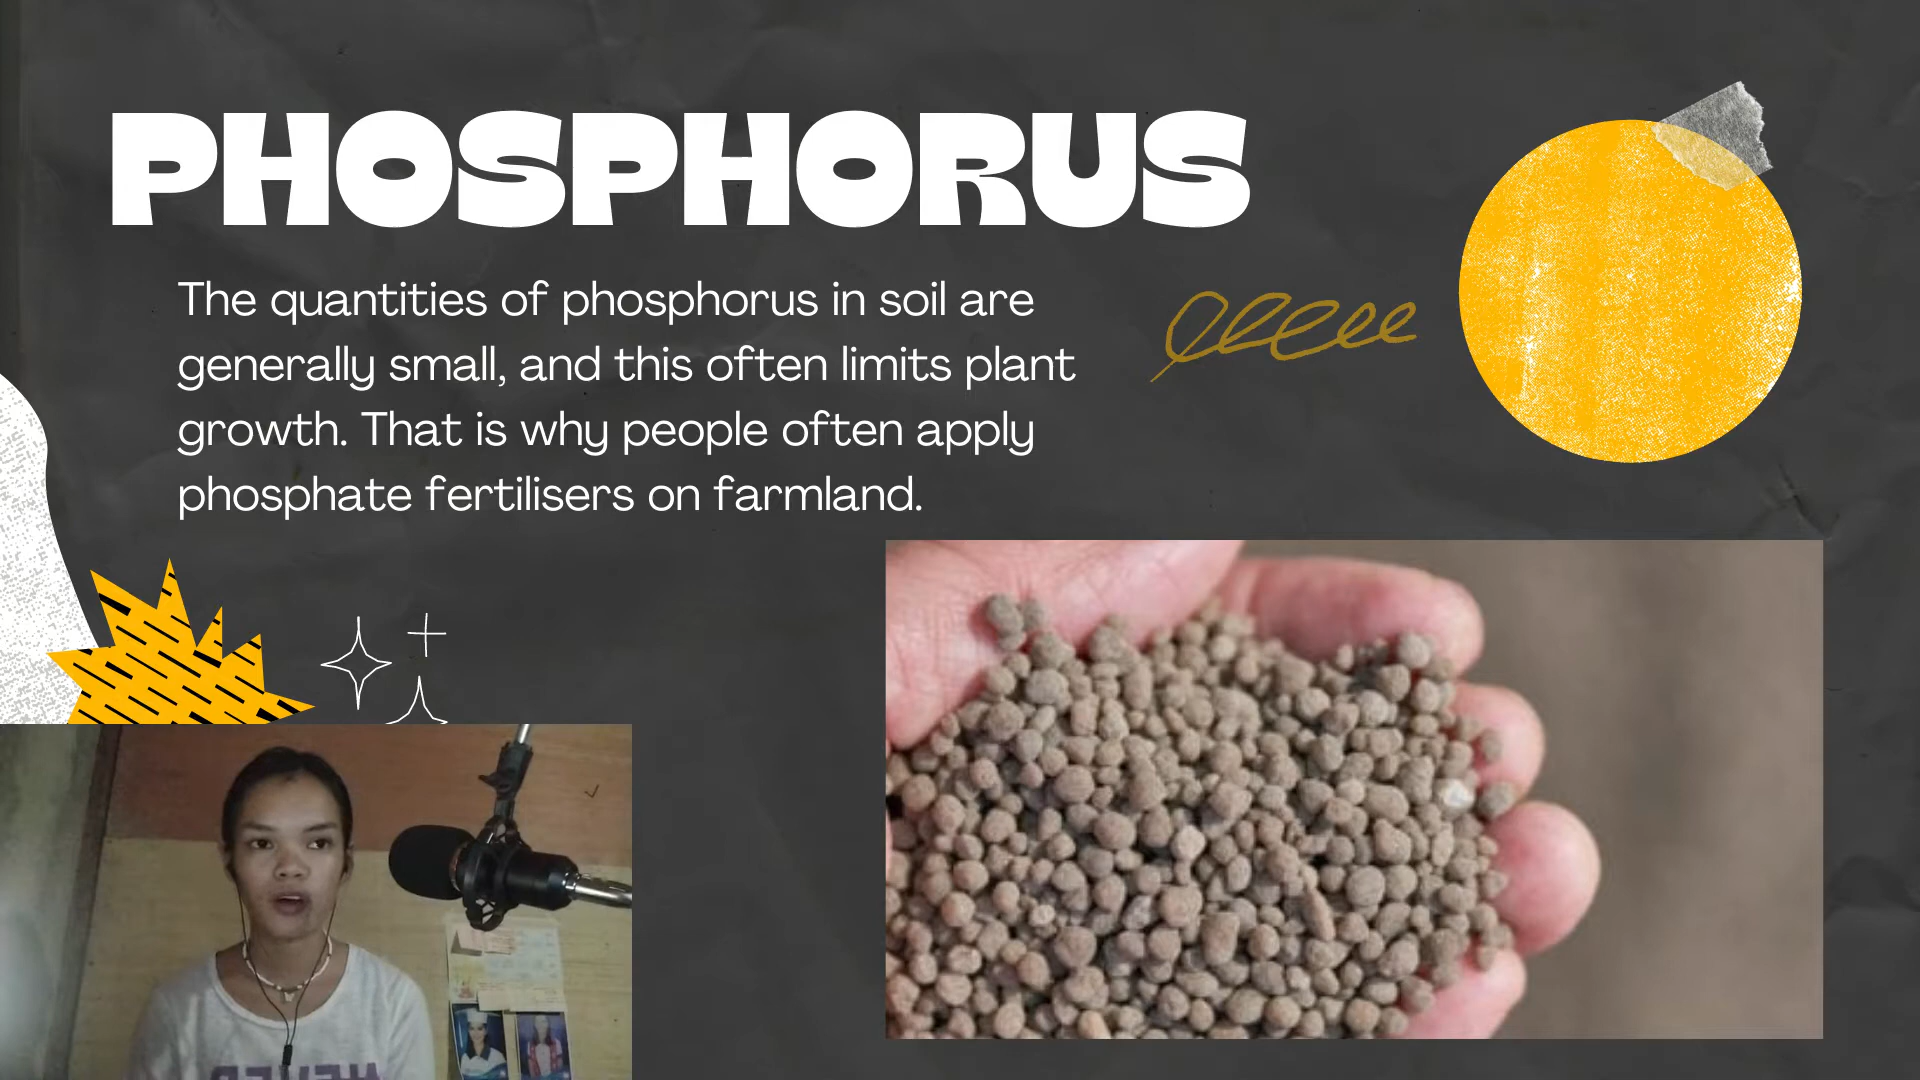 PHOSPHORUS
The quantities of phosphorus in soil are
generally small, and this often limits plant
growth. That is why people often apply
phosphate fertilisers on farmland.